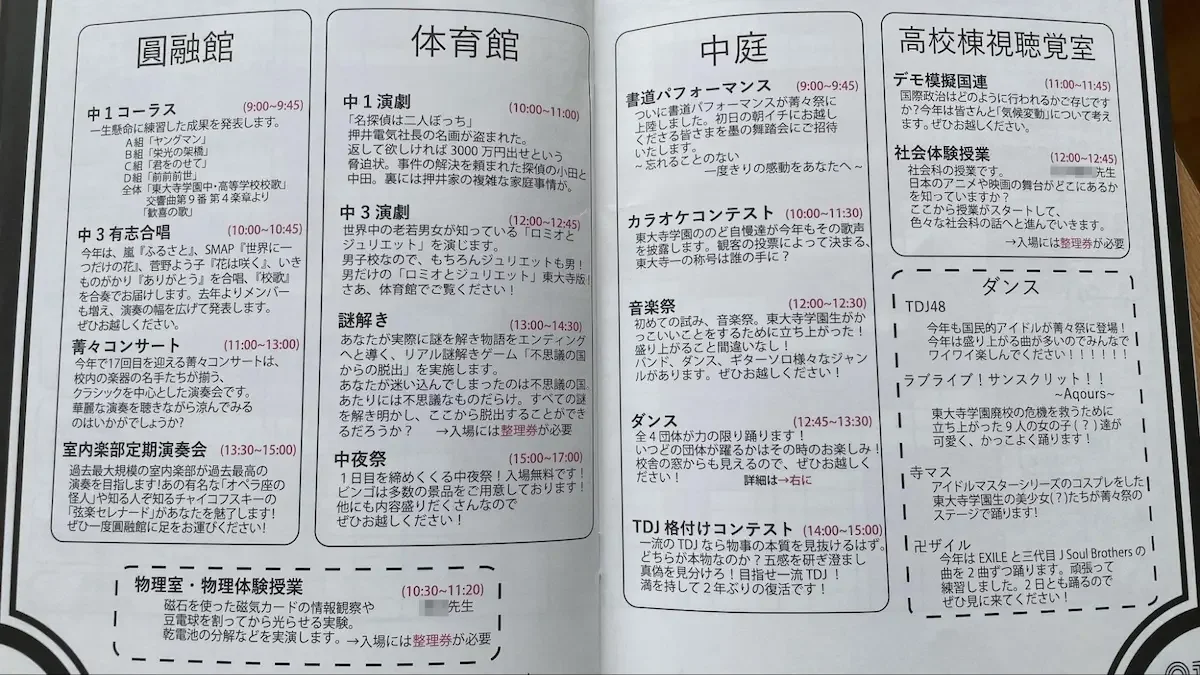 圓融館
中1コーラス (9:00~9:45)
一生懸命に練習した成果を発表します。
A組「ヤングマン」
B組「栄光の架橋」
C組「君をのせて」
D組「前前前世」
全体「東大寺学園中・高等学校校歌」
交響曲第9番 第4楽章より
「歓喜の歌」
中3有志合唱 (10:00~10:45)
今年は、嵐『ふるさと』、SMAP『世界に一
つだけの花』、菅野よう子『花は咲く』、いき
ものがかり『ありがとう』を合唱、『校歌』
を合奏でお届けします。去年よりメンバー
も増え、演奏の幅を広げて発表します。
ぜひお越しください。
菁々コンサート (11:00~13:00)
今年で17回目を迎える菁々コンサートは、
校内の楽器の名手たちが揃う、
クラシックを中心とした演奏会です。
華麗な演奏を聴きながら涼んでみる
のはいかがでしょうか?
室内楽部定期演奏会 (13:30~15:00)
過去最大規模の室内楽部が過去最高の
演奏を目指します!あの有名な「オペラ座の
怪人」や知る人ぞ知るチャイコフスキーの
「弦楽セレナード」があなたを魅了します!
ぜひ一度圓融館に足をお運びください!
体育館
中1演劇 (10:00~11:00)
「名探偵は二人ぼっち」
押井電気社長の名画が盗まれた。
返して欲しければ 3000 万円出せという
脅迫状。事件の解決を頼まれた探偵の小田と
中田。裏には押井家の複雑な家庭事情が。
中3演劇 (12:00~12:45)
世界中の老若男女が知っている「ロミオと
ジュリエット」を演じます。
男子校なので、もちろんジュリエットも男!
男だけの「ロミオとジュリエット」東大寺版!
さあ、体育館でご覧ください!
謎解き (13:00~14:30)
あなたが実際に謎を解き物語をエンディング
へと導く、リアル謎解きゲーム「不思議の国
からの脱出」を実施します。
あなたが迷い込んでしまったのは不思議の国。
あたりには不思議なものだらけ。すべての謎
を解き明かし、ここから脱出することができ
るだろうか? →入場には整理券が必要
中夜祭 (15:00~17:00)
1日目を締めくくる中夜祭!入場無料です!
ビンゴは多数の景品をご用意しております!
他にも内容盛りだくさんなので
ぜひお越しください!
物理室・物理体験授業 (10:30~11:20)
磁石を使った磁気カードの情報観察や 先生
豆電球を割ってから光らせる実験。
乾電池の分解などを実演します。→入場には整理券が必要
中庭
書道パフォーマンス (9:00~9:45)
ついに書道パフォーマンスが菁々祭に
上陸しました。初日の朝イチにお越し
くださる皆さまを墨の舞踏会にご招待
いたします。
~忘れることのない
一度きりの感動をあなたへ~
カラオケコンテスト (10:00~11:30)
東大寺学園ののど自慢達が今年もその歌声
を披露します。観客の投票によって決まる、
東大寺一の称号は誰の手に?
音楽祭 (12:00~12:30)
初めての試み、音楽祭。東大寺学園生がか
っこいいことをするために立ち上がった!
盛り上がること間違いなし!
バンド、ダンス、ギターソロ様々なジャン
ルがあります。ぜひお越しください!
ダンス (12:45~13:30)
全4団体が力の限り踊ります!
いつどの団体が躍るかはその時のお楽しみ!
校舎の窓からも見えるので、ぜひお越しく
ださい! 詳細は→右に
TDJ格付けコンテスト (14:00~15:00)
一流の TDJ なら物事の本質を見抜けるはず。
どちらが本物なのか?五感を研ぎ澄まし
真偽を見分けろ!目指せ一流 TDJ!
満を持して2年ぶりの復活です!
高校棟視聴覚室
デモ模擬国連 (11:00~11:45)
国際政治はどのように行われるかご存じです
か?今年は皆さんと「気候変動」について考え
ます。ぜひお越しください。
社会体験授業 (12:00~12:45)
社会科の授業です。 先生
日本のアニメや映画の舞台がどこにあるか
を知っていますか?
ここから授業がスタートして、
色々な社会科の話へと進んでいきます。
→入場には整理券が必要
ダンス
TDJ48
今年も国民的アイドルが菁々祭に登場!
今年は盛り上がる曲が多いのでみんなで
ワイワイ楽しんでください!!!!!!
ラブライブ!サンスクリット!!
~Aqours~
東大寺学園廃校の危機を救うために
立ち上がった9人の女の子(?)達が
可愛く、かっこよく踊ります!
寺マス
アイドルマスターシリーズのコスプレをした
東大寺学園生の美少女(?)たちが菁々祭の
ステージで踊ります!
卍ザイル
今年は EXILE と三代目 J Soul Brothers の
曲を2曲ずつ踊ります。頑張って
練習しました。2日とも踊るので
ぜひ見に来てください!